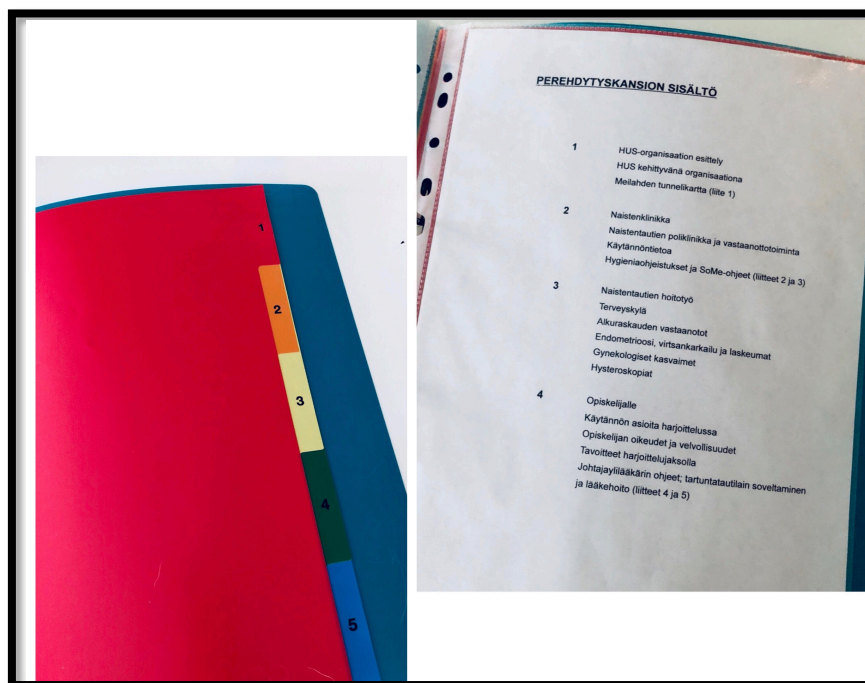 1
2
3
4
5
PEREHDYTYSKANSION SISÄLTÖ
1
HUS-organisaation esittely
HUS kehittyvänä organisaationa
Meilahden tunnelikartta (liite 1)
2
Naistenklinikka
Naistentautien poliklinikka ja vastaanottotoiminta
Käytännöntietoa
Hygieniaohjeistukset ja SoMe-ohjeet (liitteet 2 ja 3)
3
Naistentautien hoitotyö
Terveyskylä
Alkuraskauden vastaanotot
Endometrioosi, virtsankarkailu ja laskeumat
Gynekologiset kasvaimet
Hysteroskopiat
4
Opiskelijalle
Käytännön asioita harjoittelussa
Opiskelijan oikeudet ja velvollisuudet
Tavoitteet harjoittelujaksolla
Johtajaylilääkärin ohjeet; tartuntatautilain soveltaminen
ja lääkehoito (liitteet 4 ja 5)